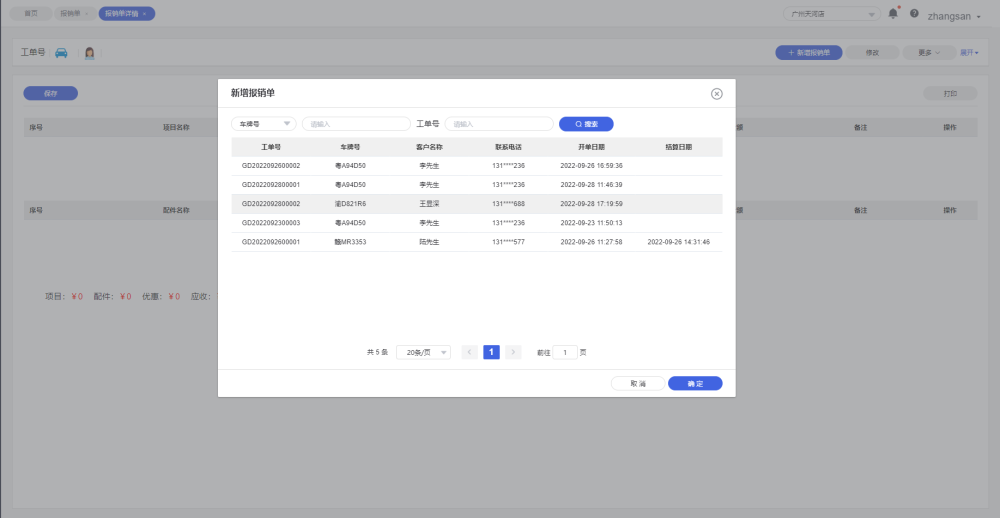 首页 报销单 报销单详情 广州天河店 zhangsan
工单号 + 新增报销单 修改 更多 展开
保存 打印
序号 项目名称 备注 操作
序号 配件名称 备注 操作
项目：¥0 配件：¥0 优惠：¥0 应收：
新增报销单
车牌号 请输入 工单号 请输入 搜索
工单号 车牌号 客户名称 联系电话 开单日期 结算日期
GD2022092600002 粤A94D50 李先生 131****236 2022-09-26 16:59:36
GD2022092800001 粤A94D50 李先生 131****236 2022-09-28 11:46:39
GD2022092800002 渝D821R6 王显深 131****688 2022-09-28 17:19:59
GD2022092300003 粤A94D50 李先生 131****236 2022-09-23 11:50:13
GD2022092600001 赣MR3353 陆先生 131****577 2022-09-26 11:27:58 2022-09-26 14:31:46
共 5 条 20条/页 1 前往 1 页
取 消 确 定